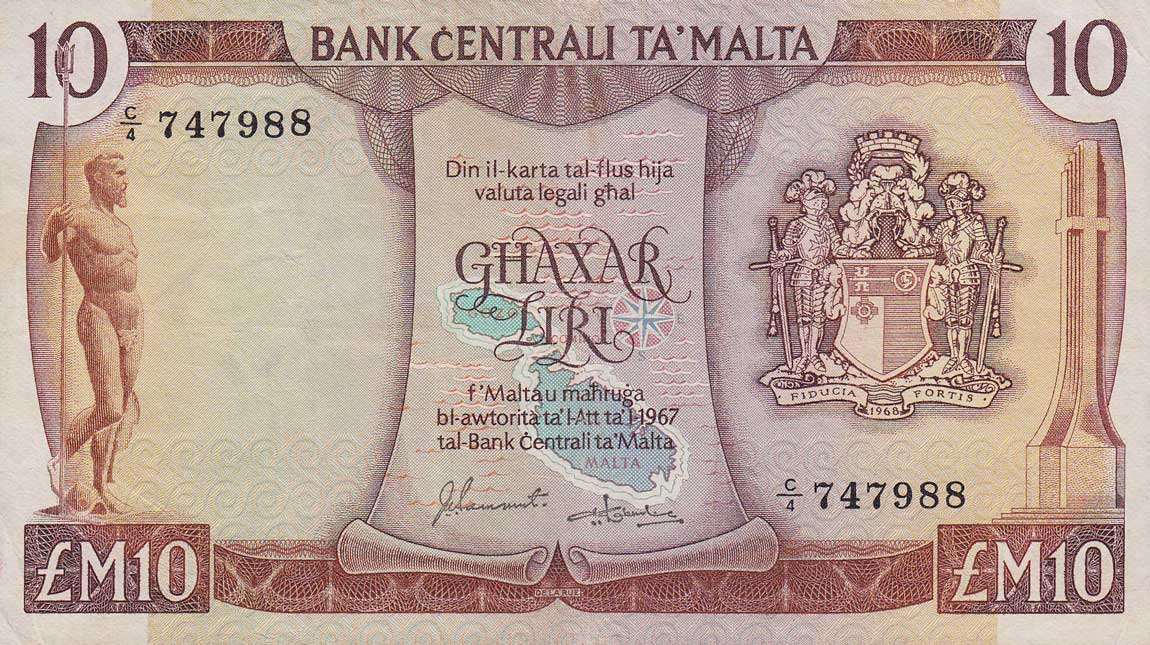 10
BANK ĊENTRALI TA' MALTA
10
C/4 747988
Din il-karta tal-flus hija
valuta legali għal
GĦAXAR
LIRI
f'Malta u maħruġa
bl-awtorita ta' l-Att ta' l-1967
tal-Bank Ċentrali ta' Malta
MALTA
FIDUCIA FORTIS
1968
C/4 747988
£M10
DE LA RUE
£M10